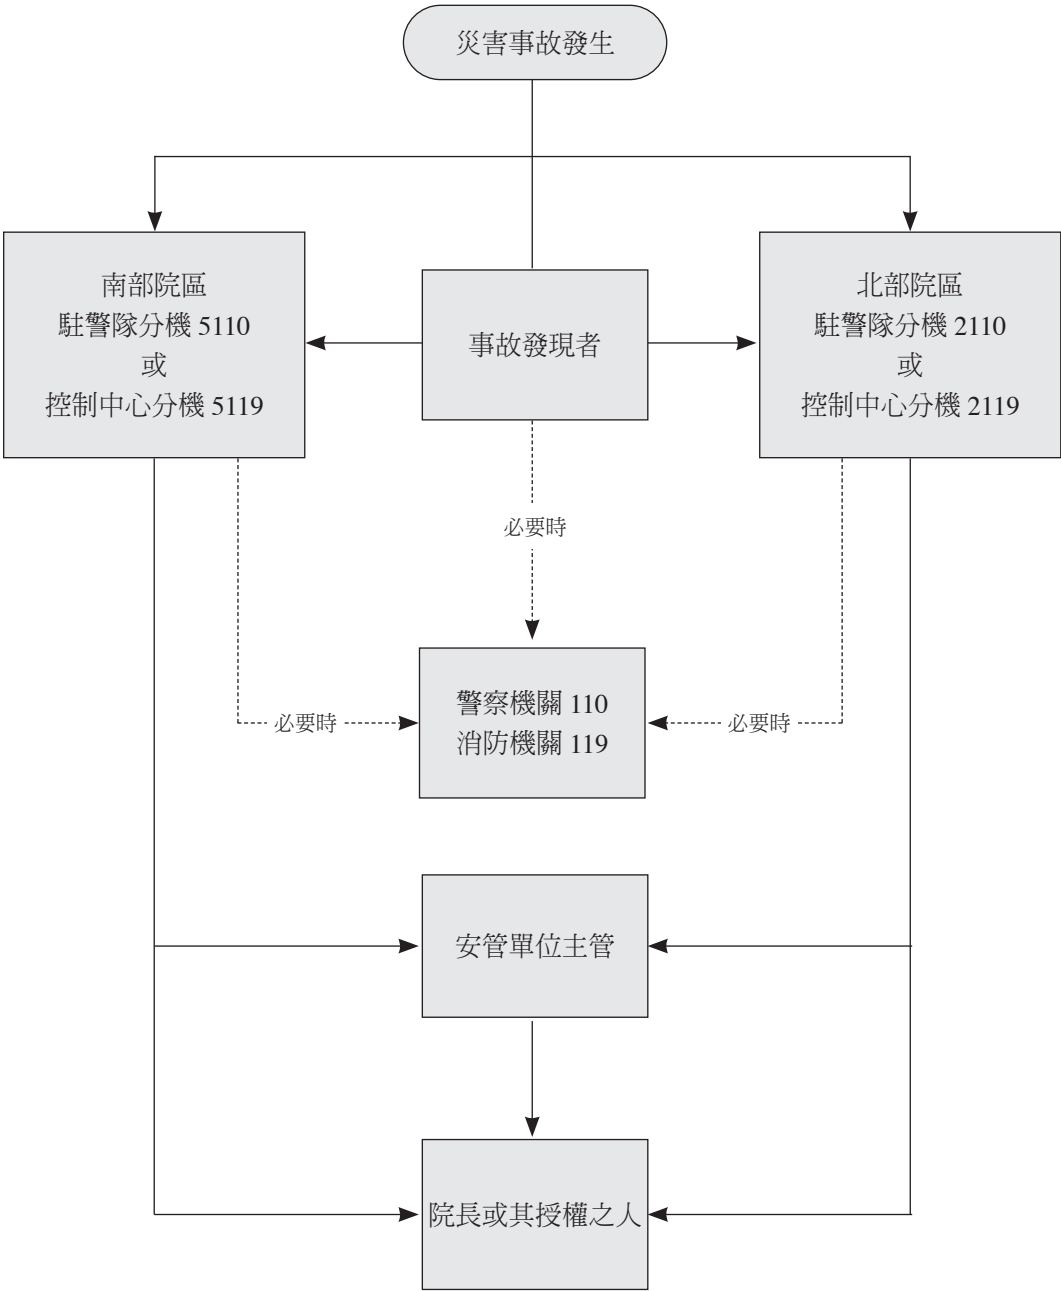 災害事故發生
南部院區
駐警隊分機 5110
或
控制中心分機 5119
事故發現者
北部院區
駐警隊分機 2110
或
控制中心分機 2119
必要時
必要時
警察機關 110
消防機關 119
必要時
安管單位主管
院長或其授權之人